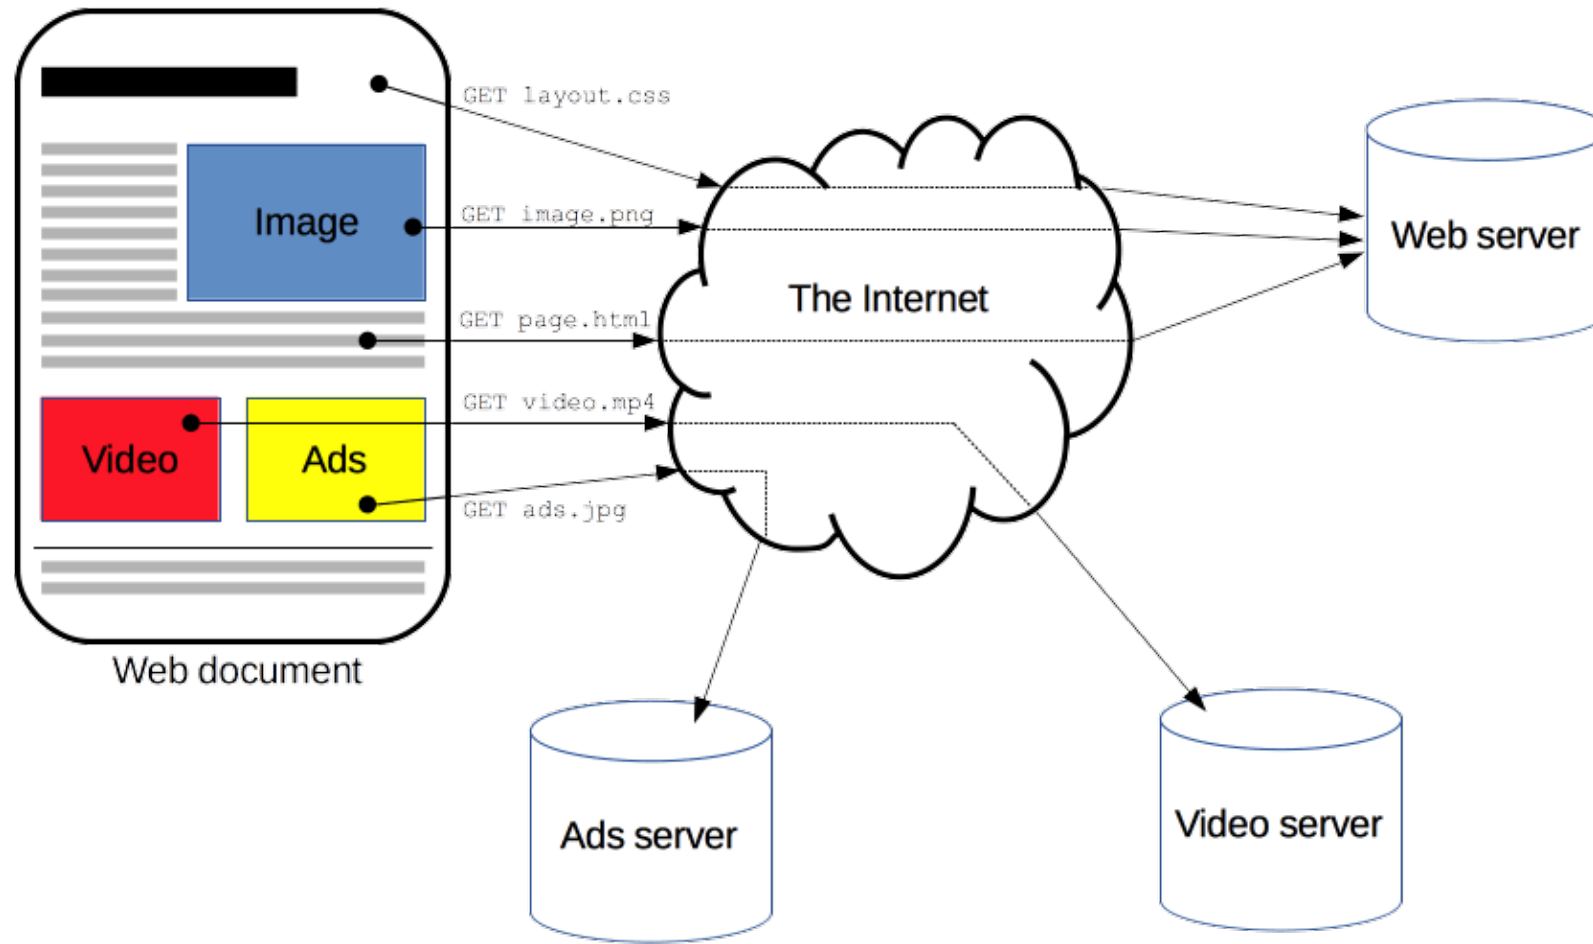 GET layout.css
Image
GET image.png
Web server
The Internet
GET page.html
GET video.mp4
Video
Ads
GET ads.jpg
Web document
Ads server
Video server